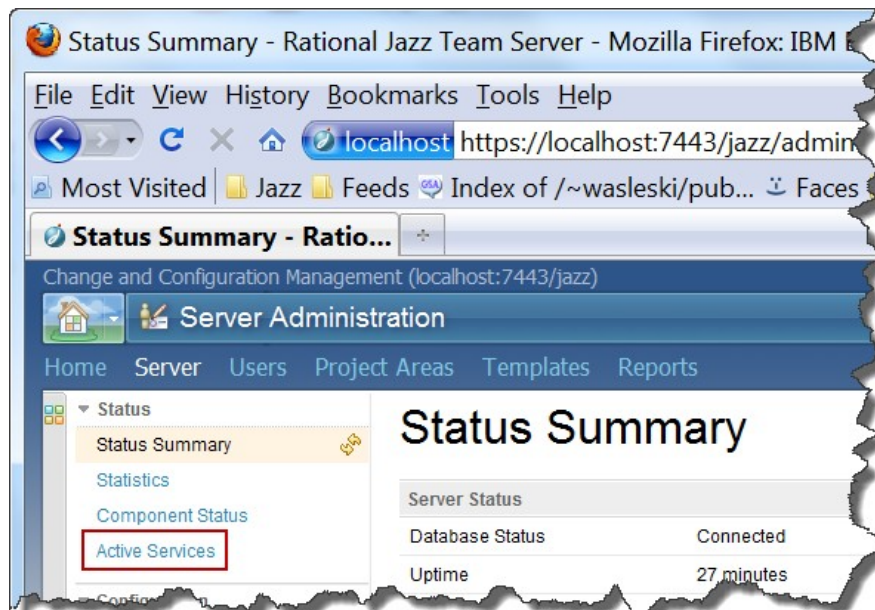 Status Summary - Rational Jazz Team Server - Mozilla Firefox: IBM
File Edit View History Bookmarks Tools Help
localhost https://localhost:7443/jazz/admin
Most Visited Jazz Feeds GSA Index of /~wasleski/pub... Faces
Status Summary - Ratio...
Change and Configuration Management (localhost:7443/jazz)
Server Administration
Home Server Users Project Areas Templates Reports
Status
Status Summary
Statistics
Component Status
Active Services
Status Summary
Server Status
Database Status Connected
Uptime 27 minutes